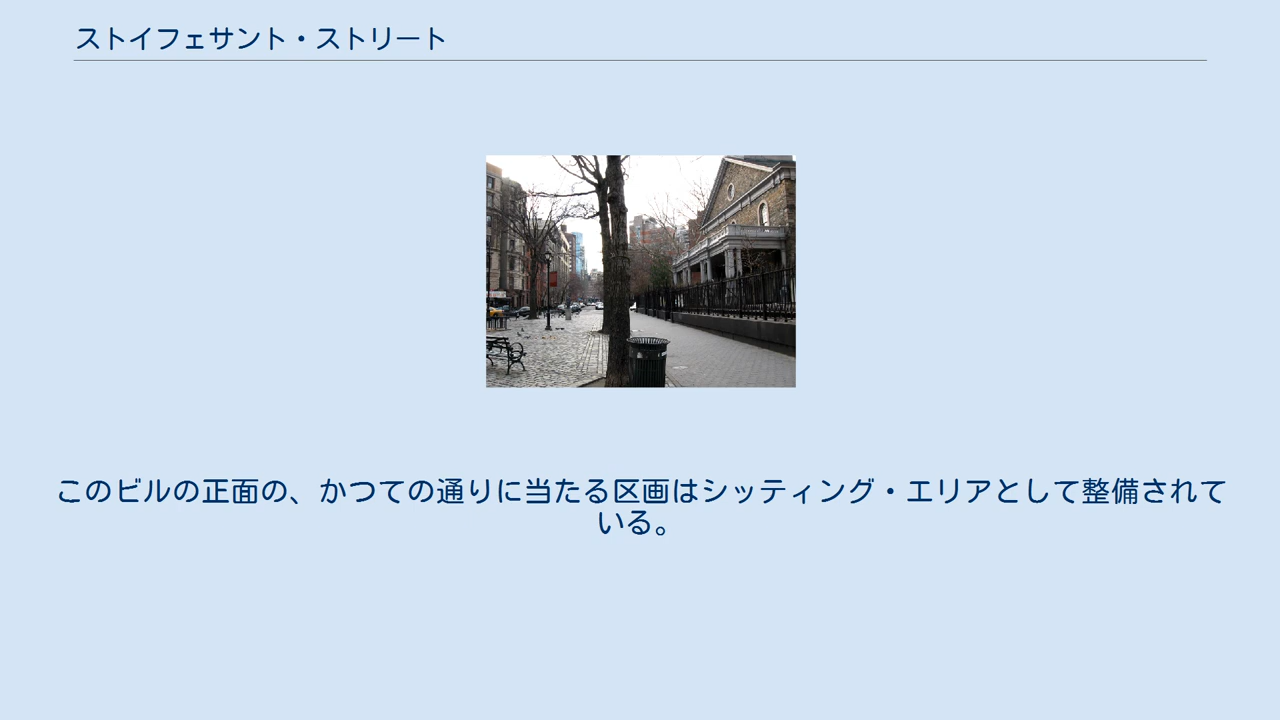 ストイフェサント・ストリート
このビルの正面の、かつての通りに当たる区画はシッティング・エリアとして整備されて
いる。